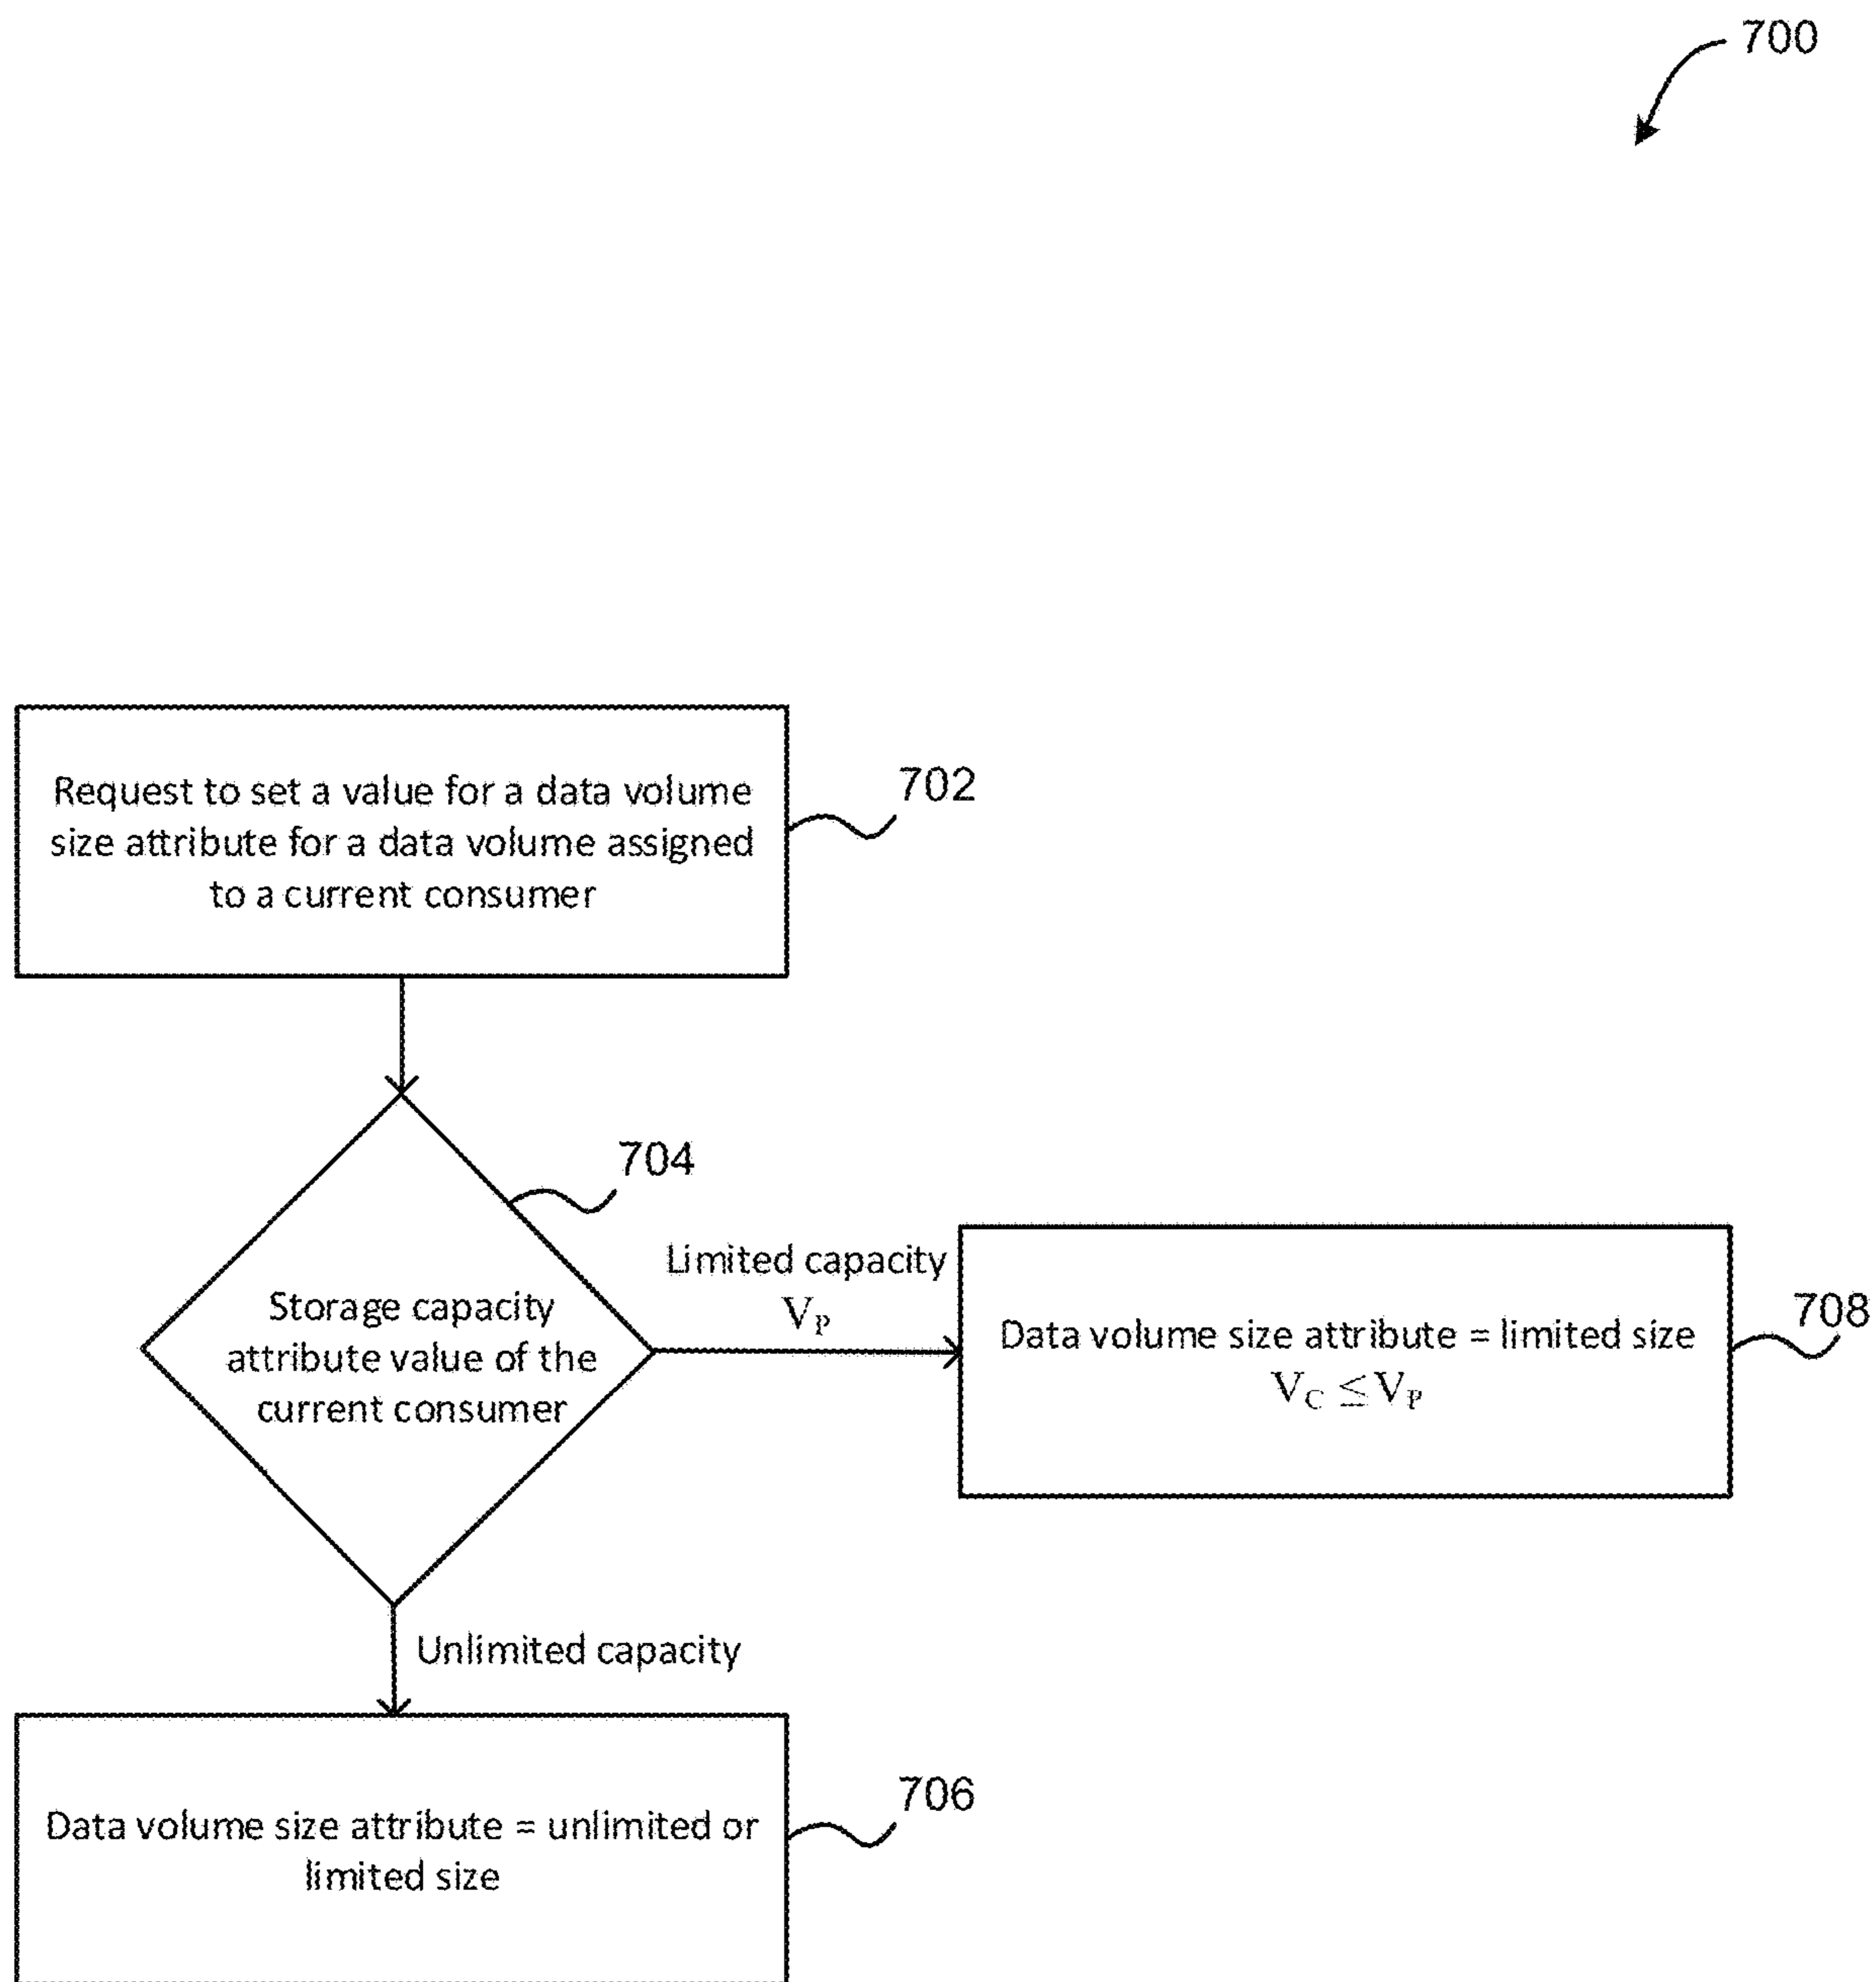 700
Request to set a value for a data volume
size attribute for a data volume assigned
to a current consumer
702
704
Storage capacity
attribute value of the
current consumer
Limited capacity
V_P
Data volume size attribute = limited size
V_C ≤ V_P
708
Unlimited capacity
Data volume size attribute = unlimited or
limited size
706